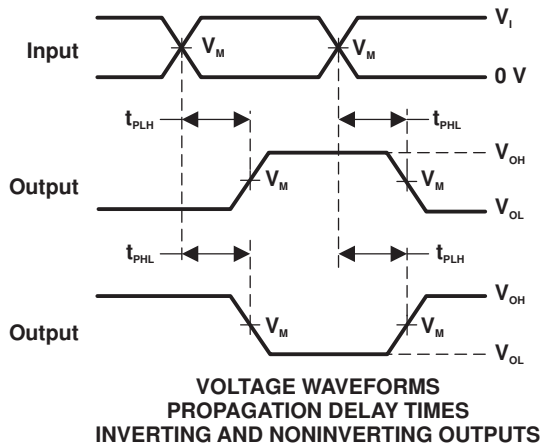 V_I
Input V_M V_M
0 V
t_PLH t_PHL
V_OH
Output V_M V_M
V_OL
t_PHL t_PLH
V_OH
Output V_M V_M
V_OL
VOLTAGE WAVEFORMS
PROPAGATION DELAY TIMES
INVERTING AND NONINVERTING OUTPUTS